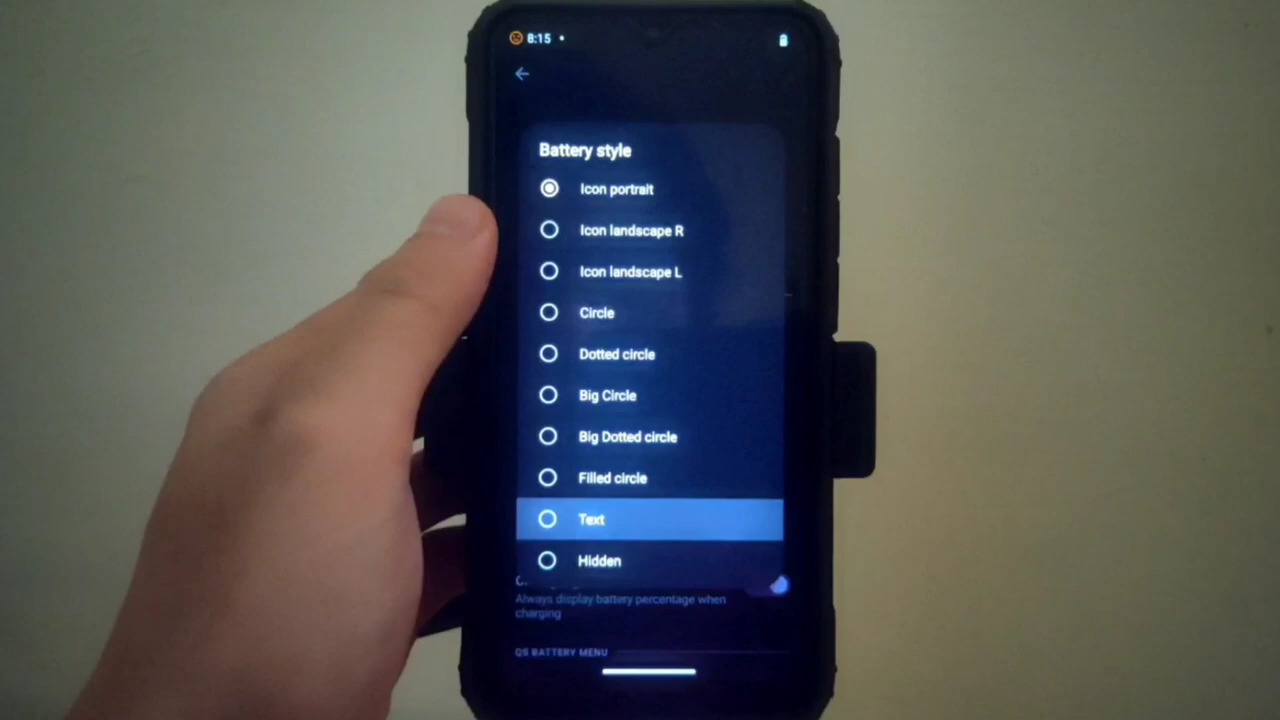 8:15
Battery style
Icon portrait
Icon landscape R
Icon landscape L
Circle
Dotted circle
Big Circle
Big Dotted circle
Filled circle
Text
Hidden
Always display battery percentage when
charging
QS BATTERY MENU